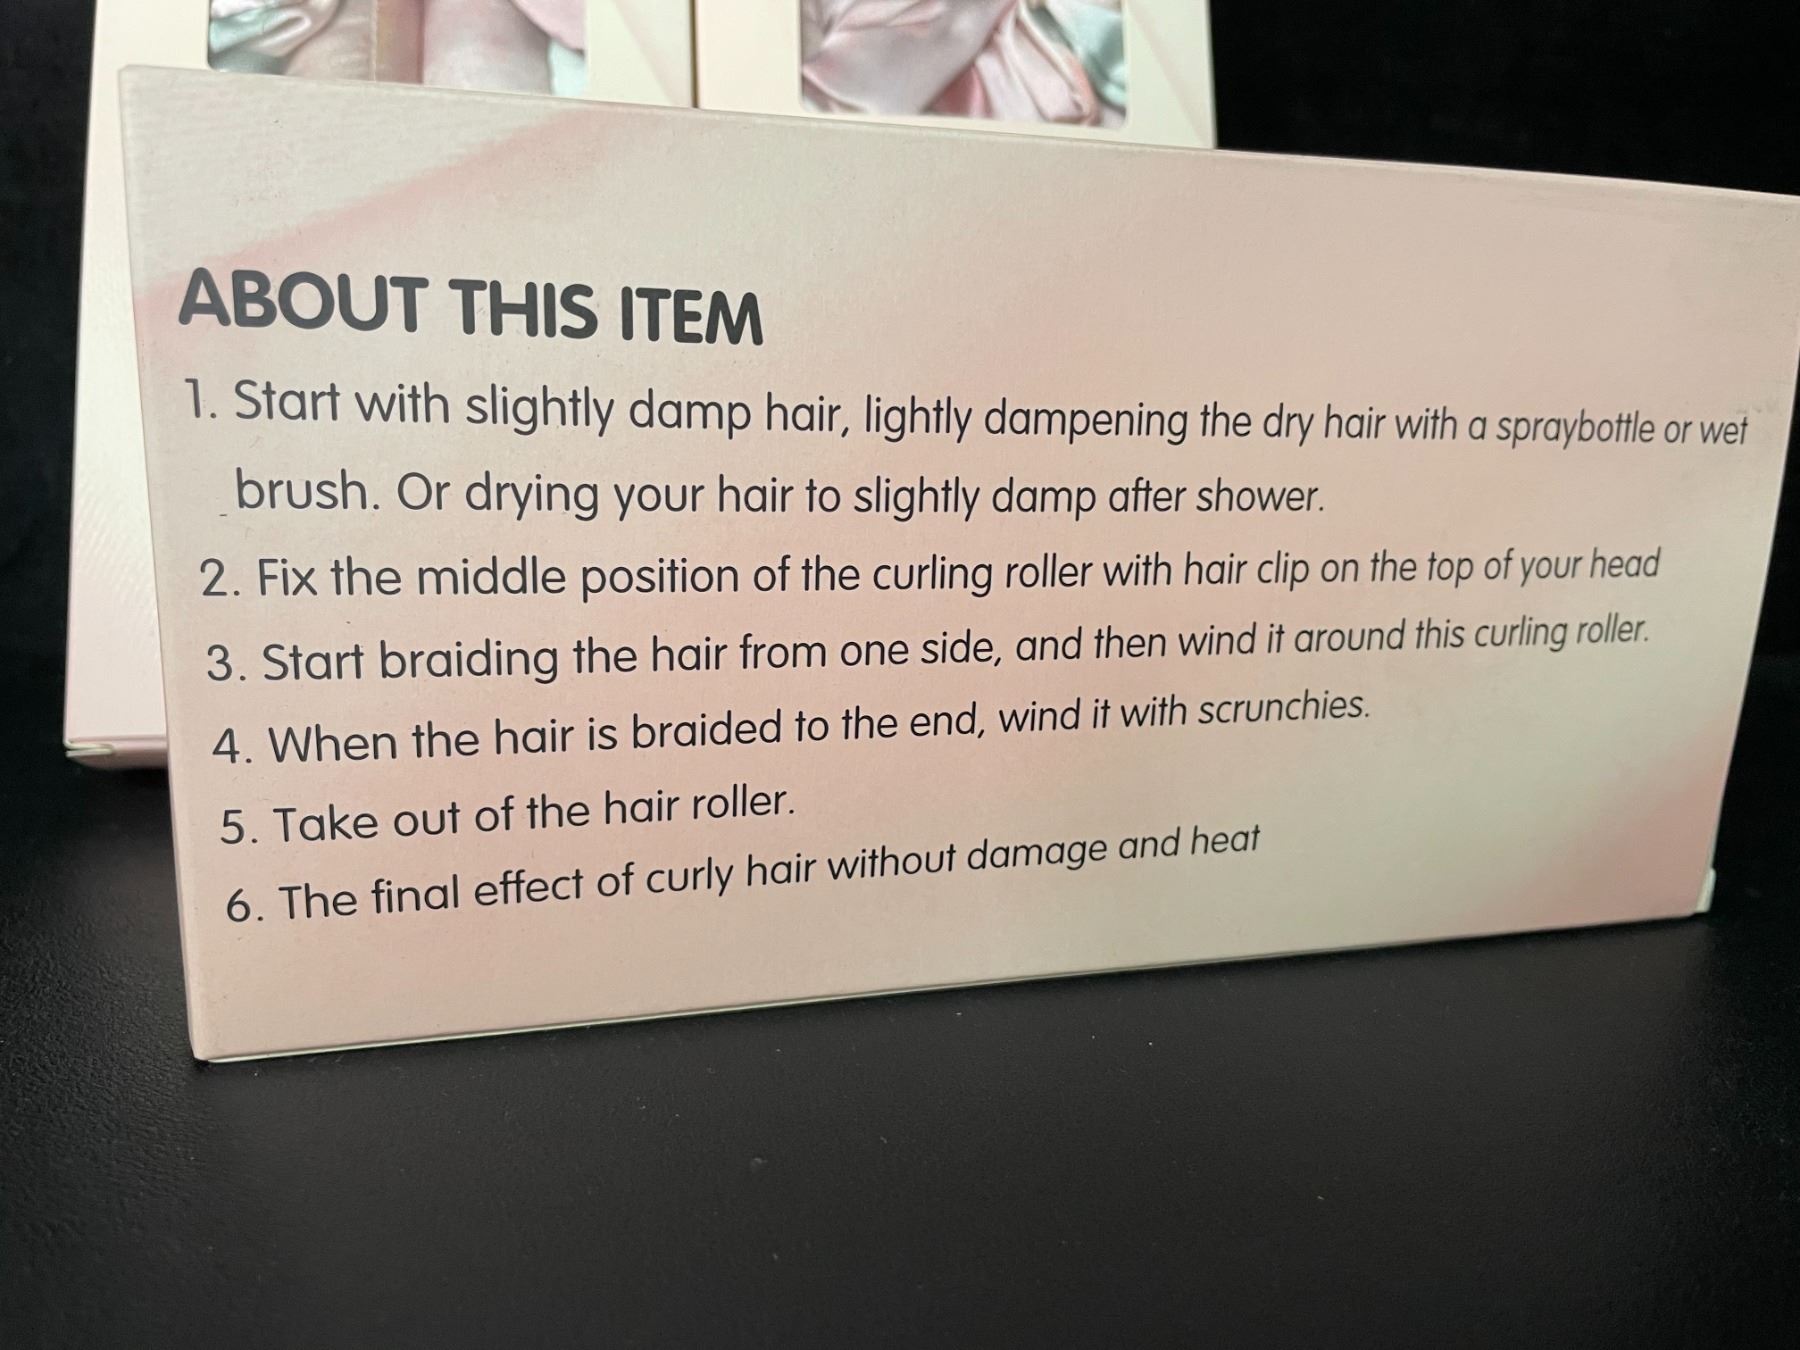 ABOUT THIS ITEM
1. Start with slightly damp hair, lightly dampening the dry hair with a spraybottle or wet
brush. Or drying your hair to slightly damp after shower.
2. Fix the middle position of the curling roller with hair clip on the top of your head
3. Start braiding the hair from one side, and then wind it around this curling roller.
4. When the hair is braided to the end, wind it with scrunchies.
5. Take out of the hair roller.
6. The final effect of curly hair without damage and heat